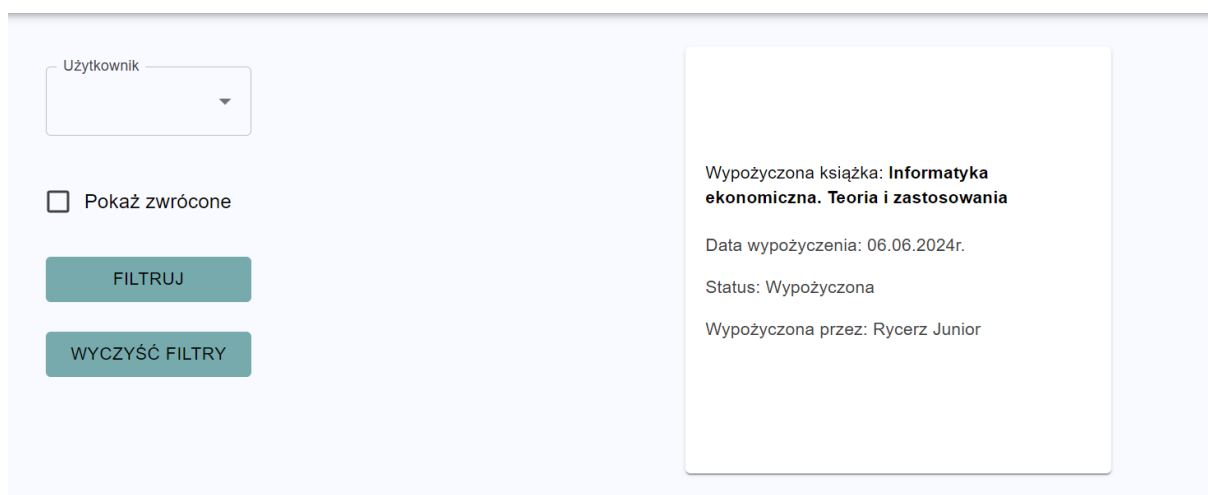 Użytkownik
Pokaż zwrócone
FILTRUJ
WYCZYŚĆ FILTRY
Wypożyczona książka: Informatyka
ekonomiczna. Teoria i zastosowania
Data wypożyczenia: 06.06.2024r.
Status: Wypożyczona
Wypożyczona przez: Rycerz Junior